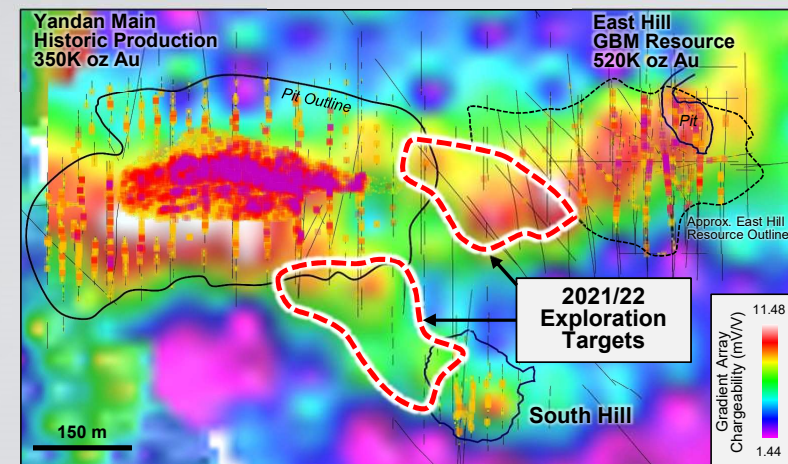 Yandan Main
Historic Production
350K oz Au
East Hill
GBM Resource
520K oz Au
Pit Outline
Pit
Approx. East Hill
Resource Outline
2021/22
Exploration
Targets
South Hill
150 m
11.48
Gradient Array
Chargeability (mV/V)
1.44